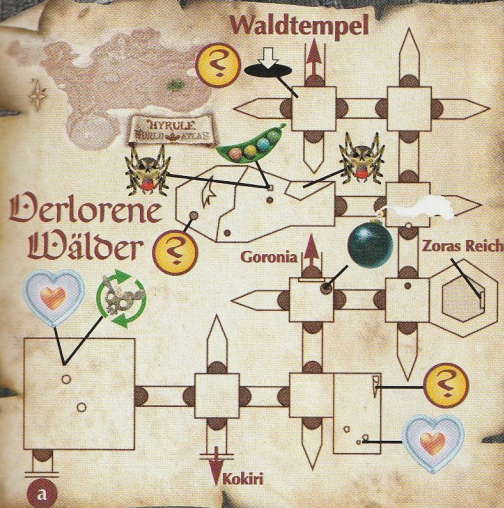 Waldtempel
?
HYRULE
WORLD ATLAS
Verlorene
Wälder
?
Goronia
Zoras Reich
?
Kokiri
a